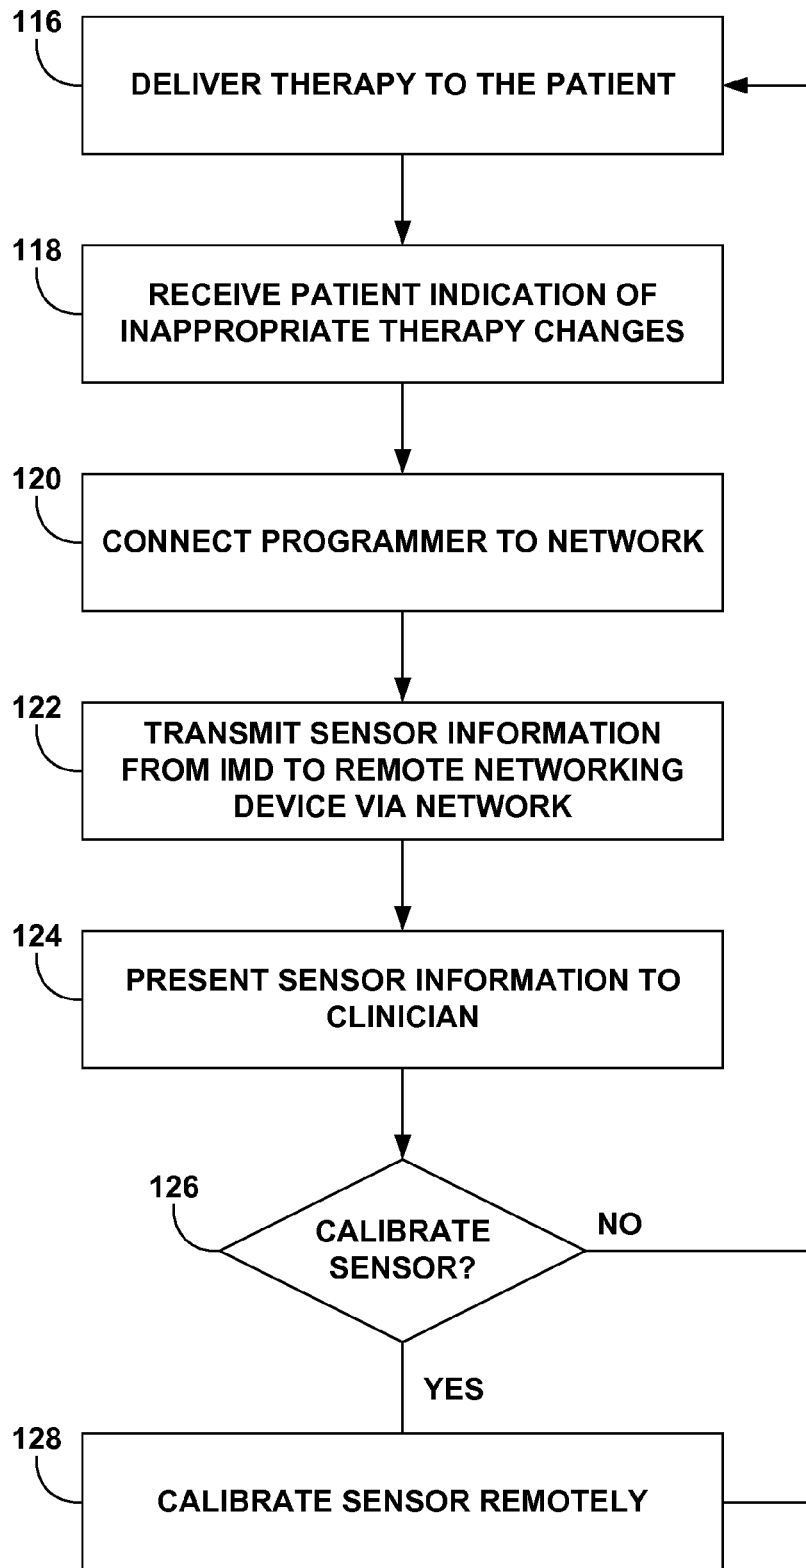 116
DELIVER THERAPY TO THE PATIENT
118
RECEIVE PATIENT INDICATION OF
INAPPROPRIATE THERAPY CHANGES
120
CONNECT PROGRAMMER TO NETWORK
122
TRANSMIT SENSOR INFORMATION
FROM IMD TO REMOTE NETWORKING
DEVICE VIA NETWORK
124
PRESENT SENSOR INFORMATION TO
CLINICIAN
126
CALIBRATE
SENSOR?
NO
YES
128
CALIBRATE SENSOR REMOTELY